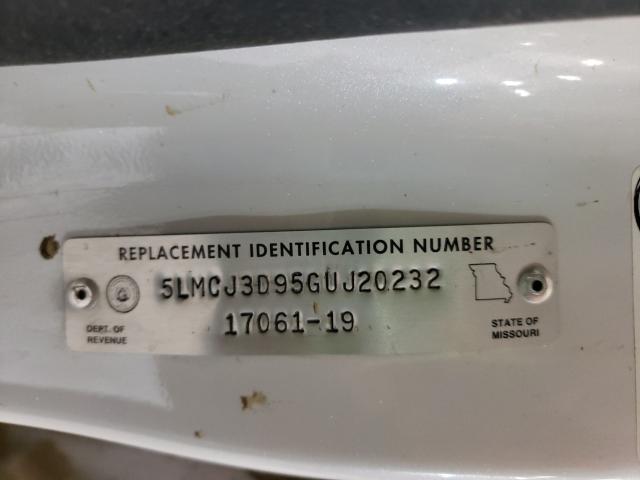 REPLACEMENT IDENTIFICATION NUMBER
5LMCJ3D95GUJ20232
17061-19
DEPT. OF
REVENUE
STATE OF
MISSOURI